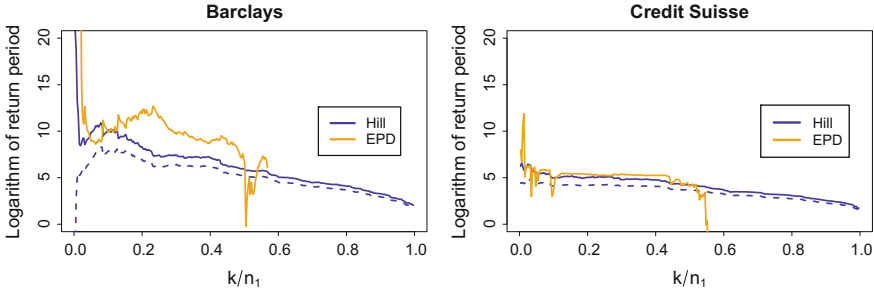 Barclays
Logarithm of return period
20
15
10
5
0
Hill
EPD
0.0 0.2 0.4 0.6 0.8 1.0
k/n1
Credit Suisse
Logarithm of return period
20
15
10
5
0
Hill
EPD
0.0 0.2 0.4 0.6 0.8 1.0
k/n1